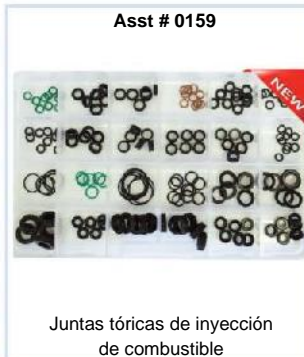 Asst # 0159
NEW
Juntas tóricas de inyección
de combustible